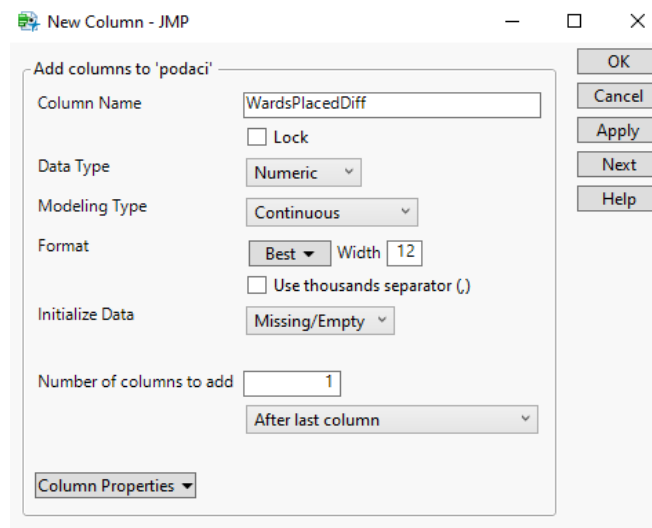 New Column - JMP
Add columns to 'podaci'
OK
Column Name WardsPlacedDiff
Cancel
Lock
Apply
Data Type Numeric
Next
Modeling Type Continuous
Help
Format Best Width 12
Use thousands separator (,)
Initialize Data Missing/Empty
Number of columns to add 1
After last column
Column Properties